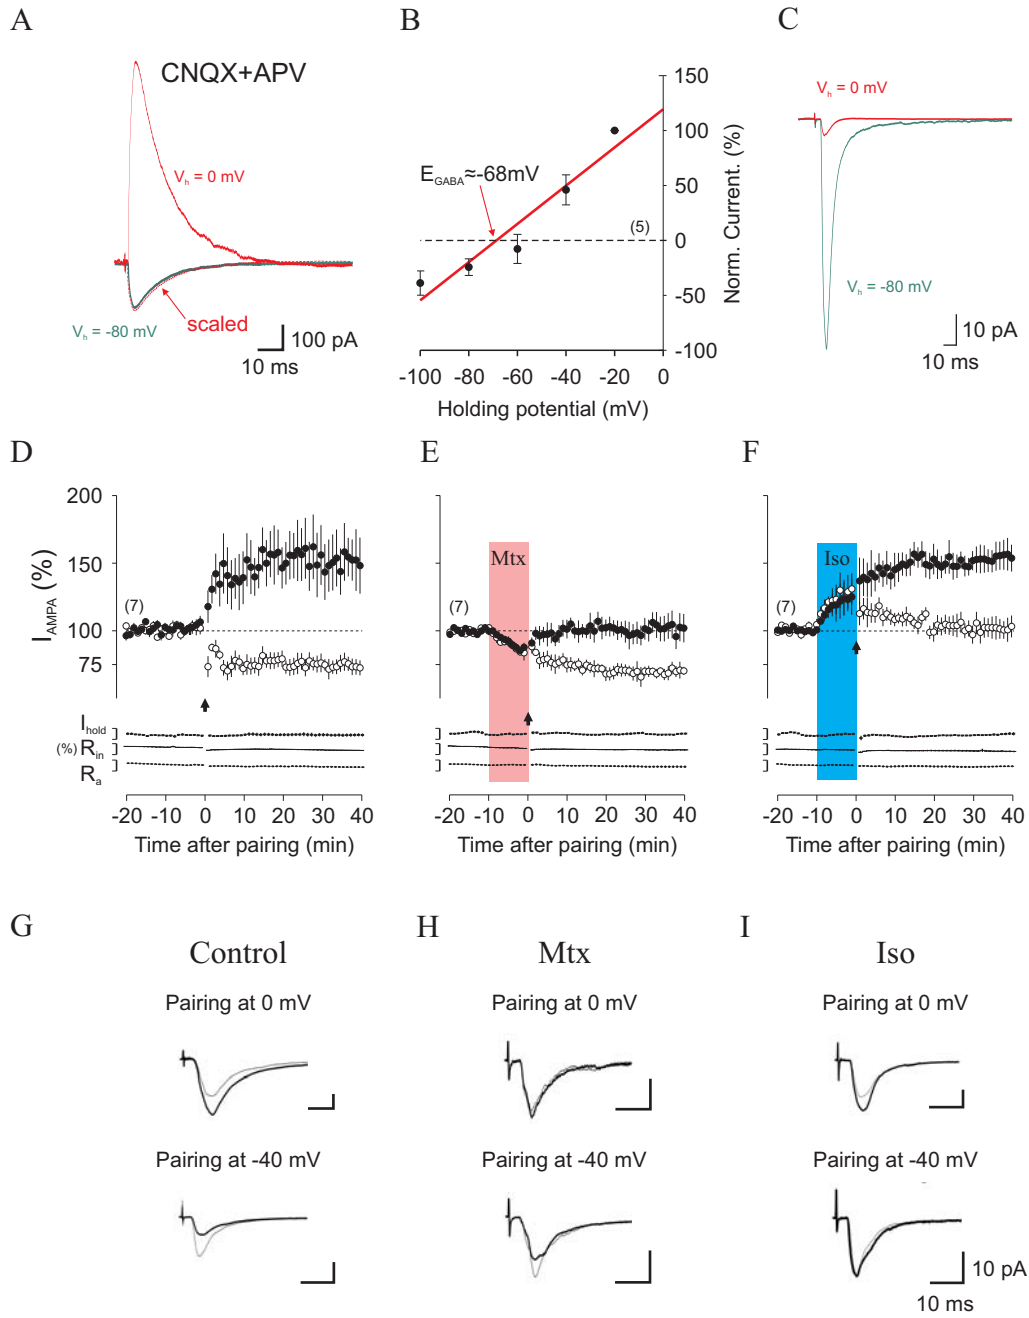 A
B
C
CNQX+APV
V_h = 0 mV
V_h = -80 mV
scaled
100 pA
10 ms
150
100
50
0
-50
-100
Norm. Current. (%)
E_GABA≈-68mV
(5)
-100 -80 -60 -40 -20 0
Holding potential (mV)
V_h = 0 mV
V_h = -80 mV
10 pA
10 ms
D
E
F
200
150
100
75
I_AMPA (%)
(7)
I_hold
(%) R_in
R_a
-20 -10 0 10 20 30 40
Time after pairing (min)
Mtx
(7)
-20 -10 0 10 20 30 40
Time after pairing (min)
Iso
(7)
-20 -10 0 10 20 30 40
Time after pairing (min)
G
H
I
Control
Mtx
Iso
Pairing at 0 mV
Pairing at 0 mV
Pairing at 0 mV
Pairing at -40 mV
Pairing at -40 mV
Pairing at -40 mV
10 pA
10 ms